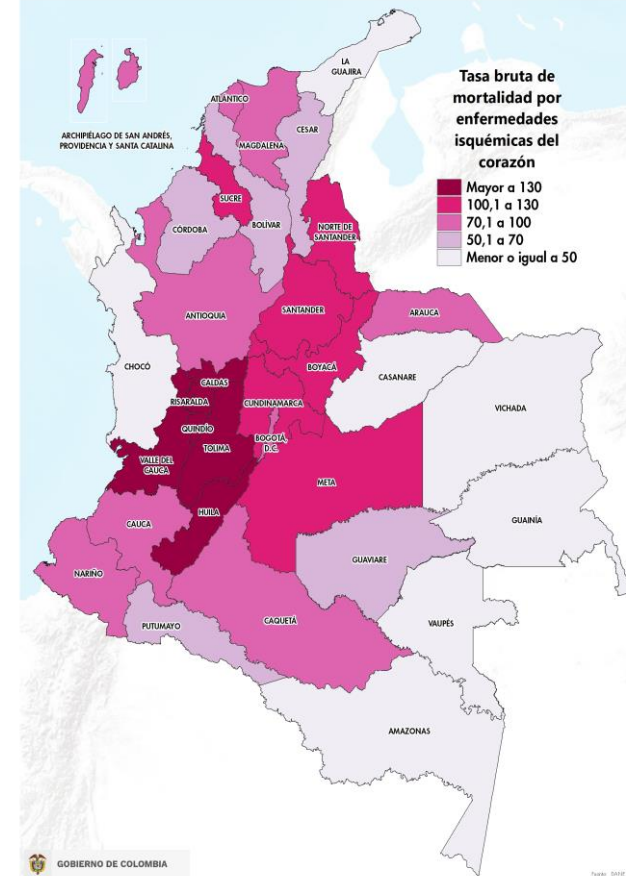 LA
GUAJIRA
ARCHIPIÉLAGO DE SAN ANDRÉS,
PROVIDENCIA Y SANTA CATALINA
Tasa bruta de
mortalidad por
enfermedades
isquémicas del
corazón
Mayor a 130
100,1 a 130
70,1 a 100
50,1 a 70
Menor o igual a 50
ATLÁNTICO
MAGDALENA
CESAR
SUCRE
CÓRDOBA
BOLÍVAR
NORTE DE
SANTANDER
ANTIOQUIA
SANTANDER
ARAUCA
CHOCÓ
BOYACÁ
CASANARE
CALDAS
RISARALDA
CUNDINAMARCA
VICHADA
QUINDÍO
BOGOTÁ,
D.C.
TOLIMA
VALLE DEL
CAUCA
META
HUILA
GUAINÍA
CAUCA
GUAVIARE
NARIÑO
CAQUETÁ
VAUPÉS
PUTUMAYO
AMAZONAS
GOBIERNO DE COLOMBIA
Fuente: DANE